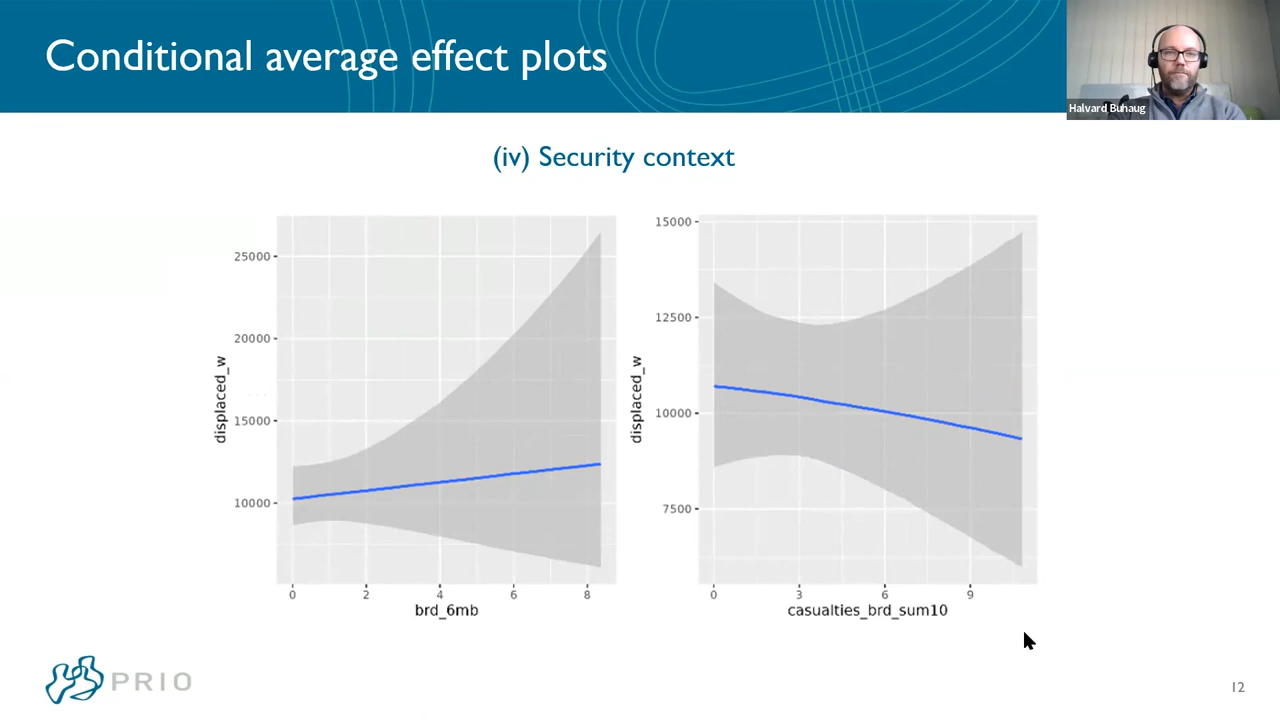 Conditional average effect plots
Halvard Buhaug
(iv) Security context
25000
20000
15000
10000
displaced_w
0 2 4 6 8
brd_6mb
15000
12500
10000
7500
displaced_w
0 3 6 9
casualties_brd_sum10
PRIO
12